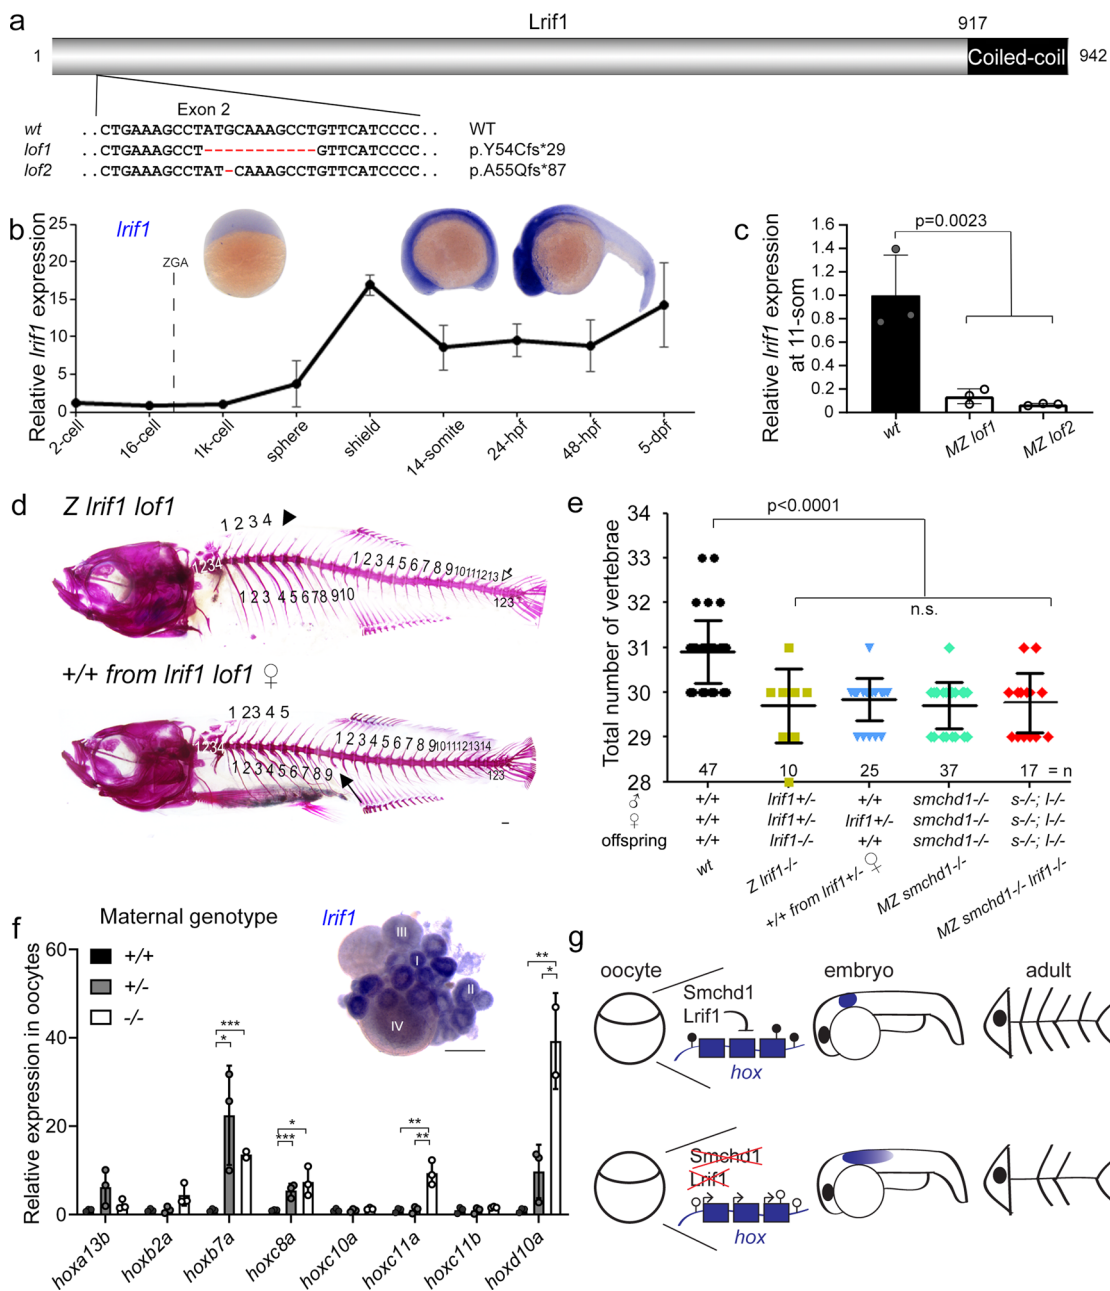 a
Lrif1
917
1
Coiled-coil
942
Exon 2
wt ..CTGAAAGCCTATGCAAAGCCTGTTCATCCCC.. WT
lof1 ..CTGAAAGCCT-----------GTTCATCCCC.. p.Y54Cfs*29
lof2 ..CTGAAAGCCTAT-CAAAGCCTGTTCATCCCC.. p.A55Qfs*87
b
Relative lrif1 expression
lrif1
ZGA
25
20
15
10
5
0
2-cell
16-cell
1k-cell
sphere
shield
14-somite
24-hpf
48-hpf
5-dpf
c
Relative lrif1 expression
at 11-som
p=0.0023
1.6
1.4
1.2
1.0
0.8
0.6
0.4
0.2
0
wt
MZ lof1
MZ lof2
d
Z lrif1 lof1
1 2 3 4
1234
1 2 3 4 5 6 7 8 9 10 11 12 13
1 2 3 4 5 6 7 8 9 10
123
+/+ from lrif1 lof1 ♀
1 2 3 4 5
1234
1 2 3 4 5 6 7 8 9 10 11 12 13 14
1 2 3 4 5 6 7 8 9
123
e
Total number of vertebrae
p<0.0001
n.s.
34
33
32
31
30
29
28
47 10 25 37 17 = n
♂ +/+ lrif1+/- +/+ smchd1-/- s-/-; l-/-
♀ +/+ lrif1+/- lrif1+/- smchd1-/- s-/-; l-/-
offspring +/+ lrif1-/- +/+ smchd1-/- s-/-; l-/-
wt
Z lrif1-/-
+/+ from lrif1+/- ♀
MZ smchd1-/-
MZ smchd1-/- lrif1-/-
f
Maternal genotype
+/+
+/-
-/-
lrif1
III
I
II
IV
Relative expression in oocytes
60
40
20
0
***
*
*
***
**
**
**
*
hoxa13b
hoxb2a
hoxb7a
hoxc8a
hoxc10a
hoxc11a
hoxc11b
hoxd10a
g
oocyte
embryo
adult
Smchd1
Lrif1
hox
Smchd1
Lrif1
hox